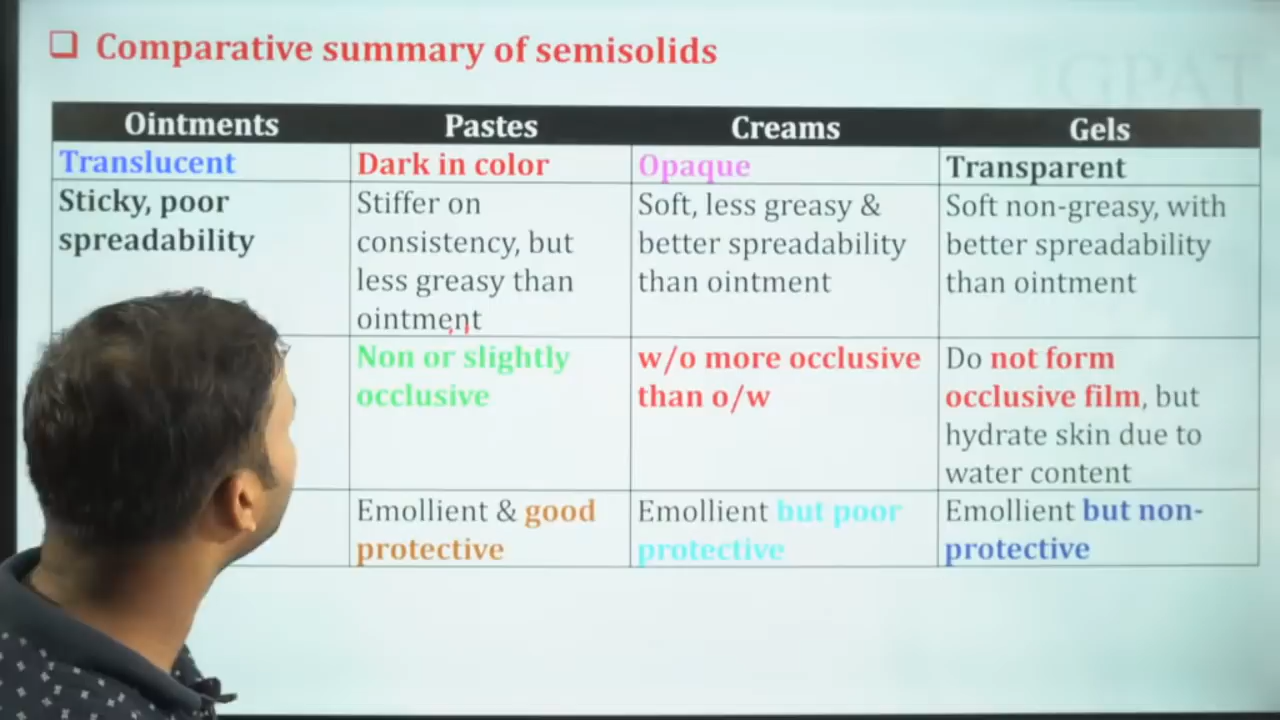 ❑ Comparative summary of semisolids
GPAT
Ointments Pastes Creams Gels
Translucent Dark in color Opaque Transparent
Sticky, poor
spreadability
Stiffer on
consistency, but
less greasy than
ointment
Soft, less greasy &
better spreadability
than ointment
Soft non-greasy, with
better spreadability
than ointment
Non or slightly
occlusive
w/o more occlusive
than o/w
Do not form
occlusive film, but
hydrate skin due to
water content
Emollient & good
protective
Emollient but poor
protective
Emollient but non-
protective